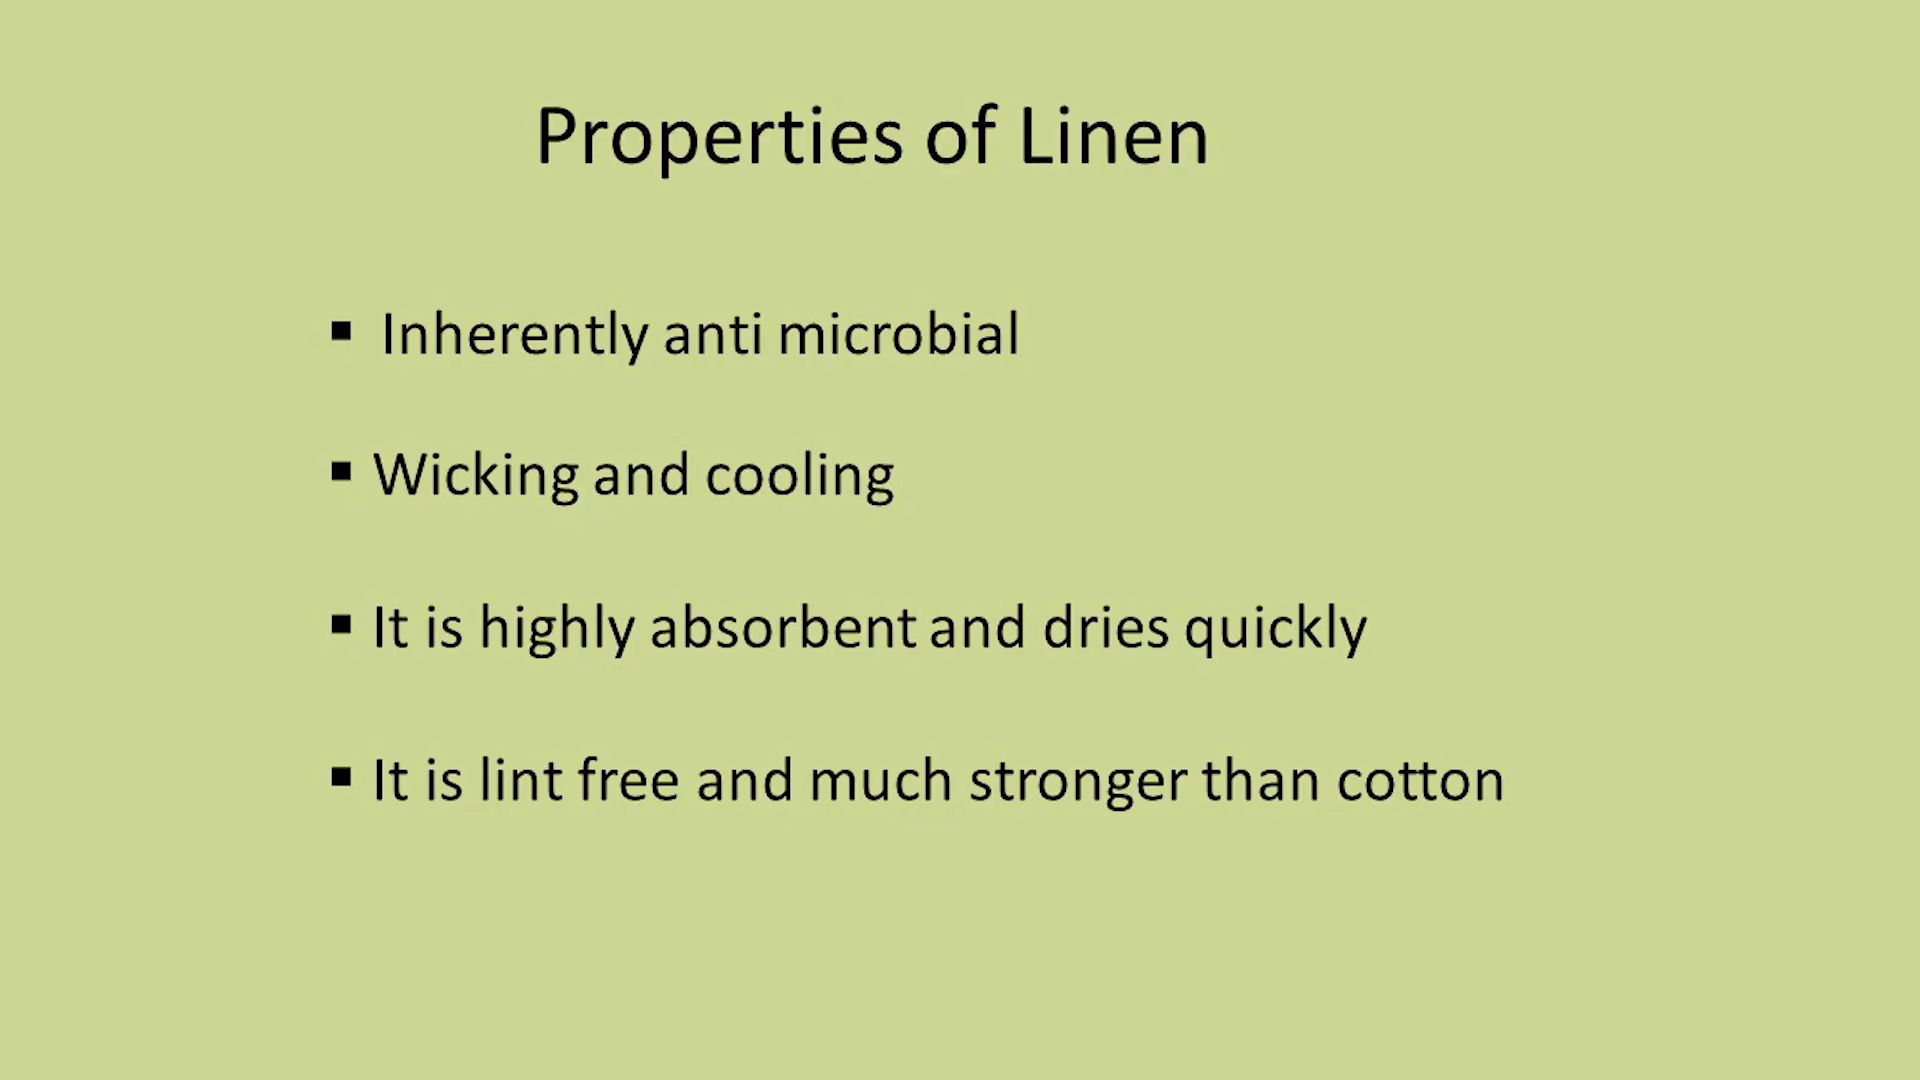 Properties of Linen
▪ Inherently anti microbial
▪ Wicking and cooling
▪ It is highly absorbent and dries quickly
▪ It is lint free and much stronger than cotton